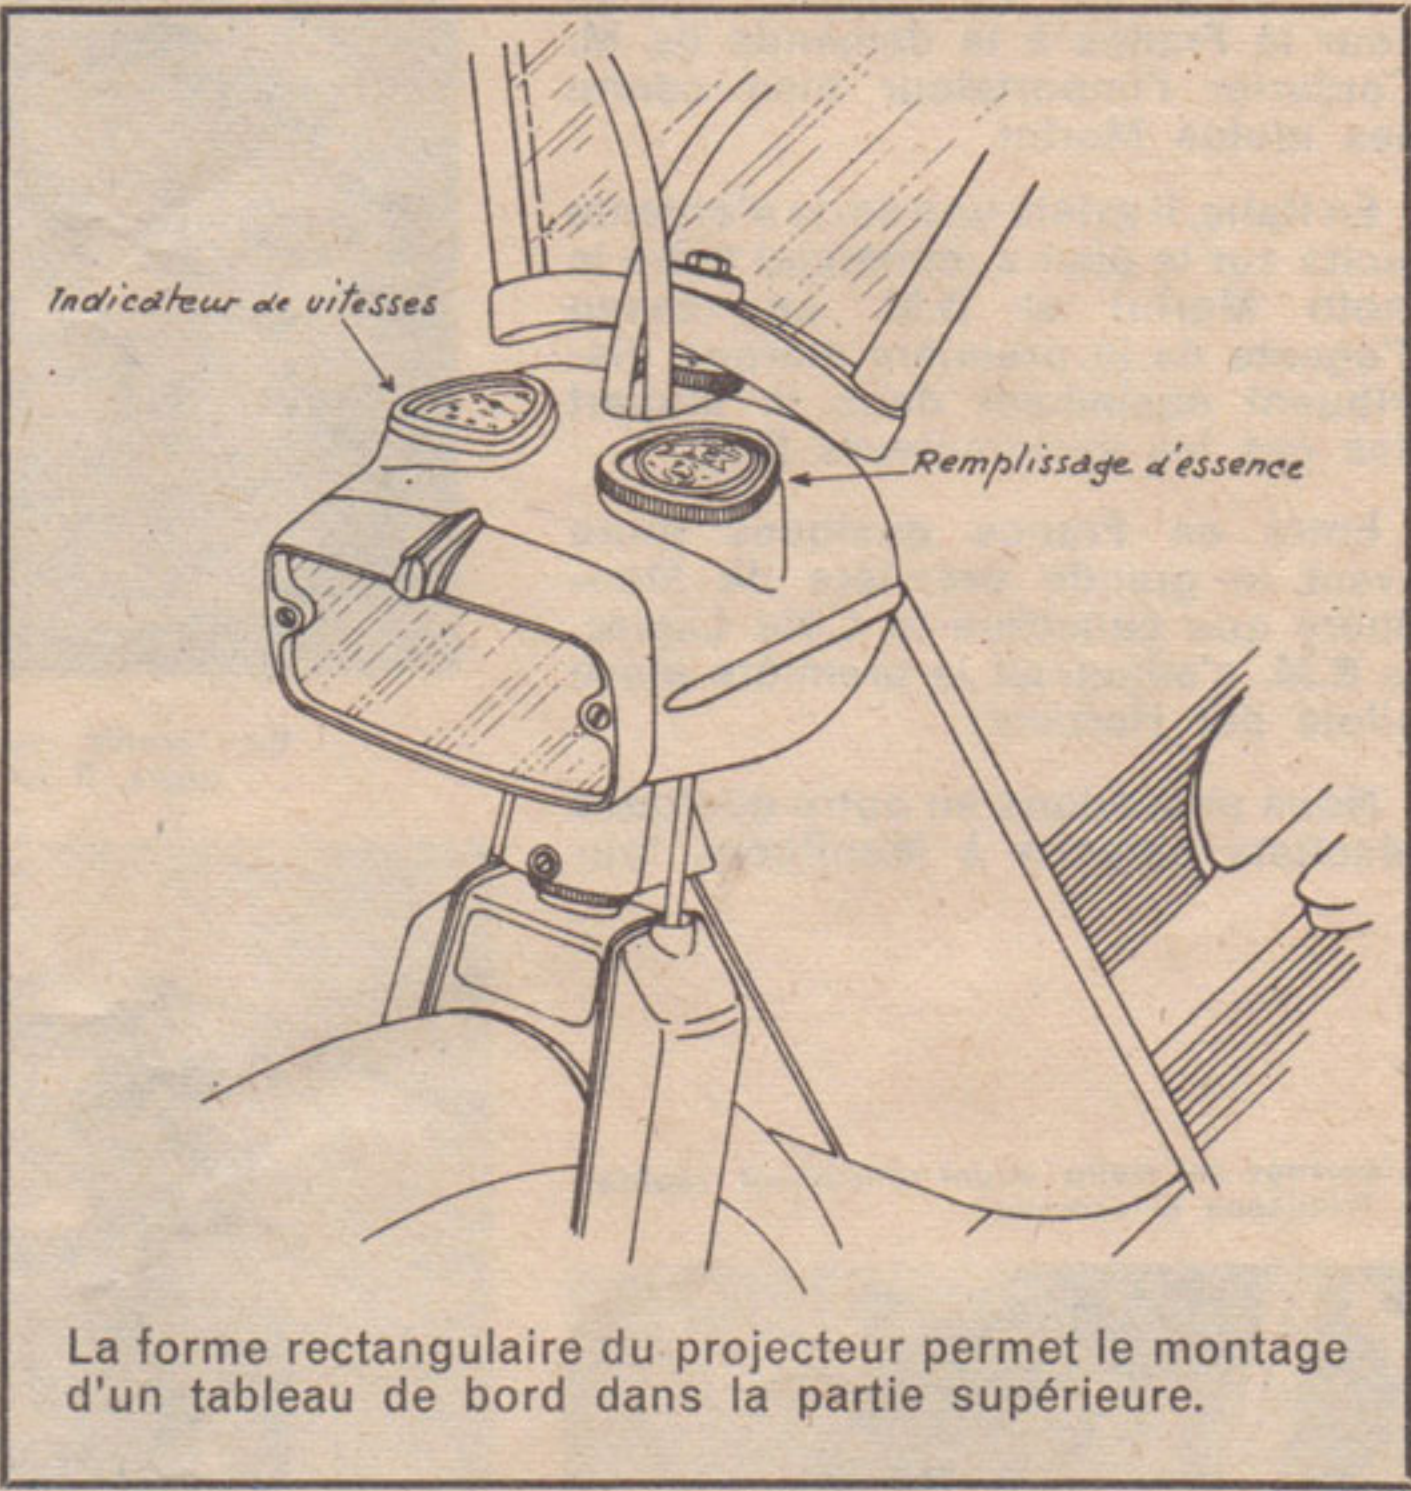 Indicateur de vitesses
Remplissage d'essence
La forme rectangulaire du projecteur permet le montage
d'un tableau de bord dans la partie supérieure.